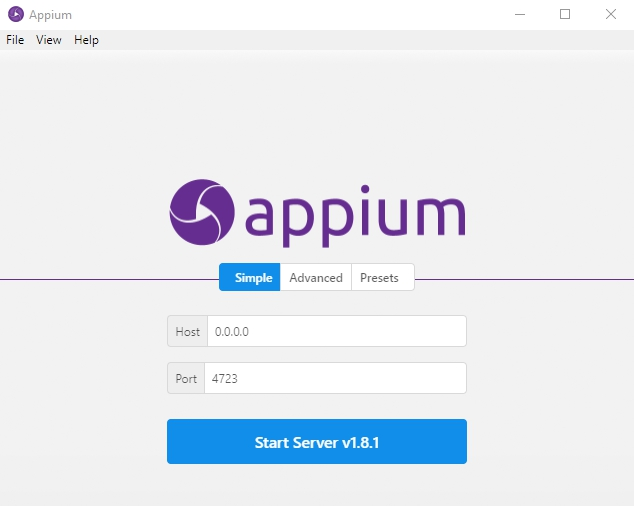 Appium
File View Help
appium
Simple Advanced Presets
Host 0.0.0.0
Port 4723
Start Server v1.8.1